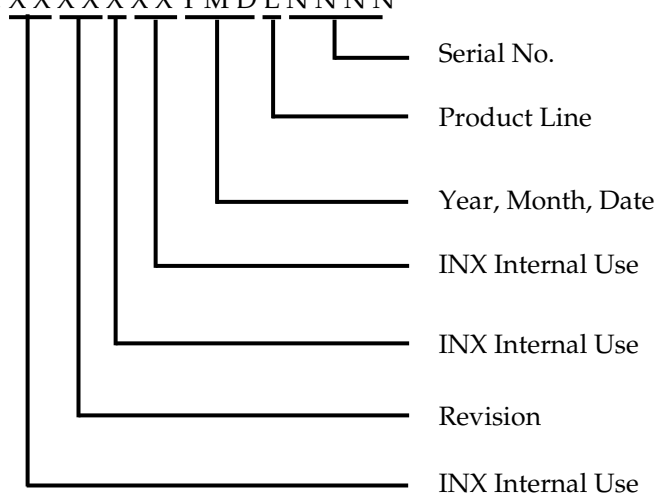 X X X X X X X Y M D L N N N N
Serial No.
Product Line
Year, Month, Date
INX Internal Use
INX Internal Use
Revision
INX Internal Use